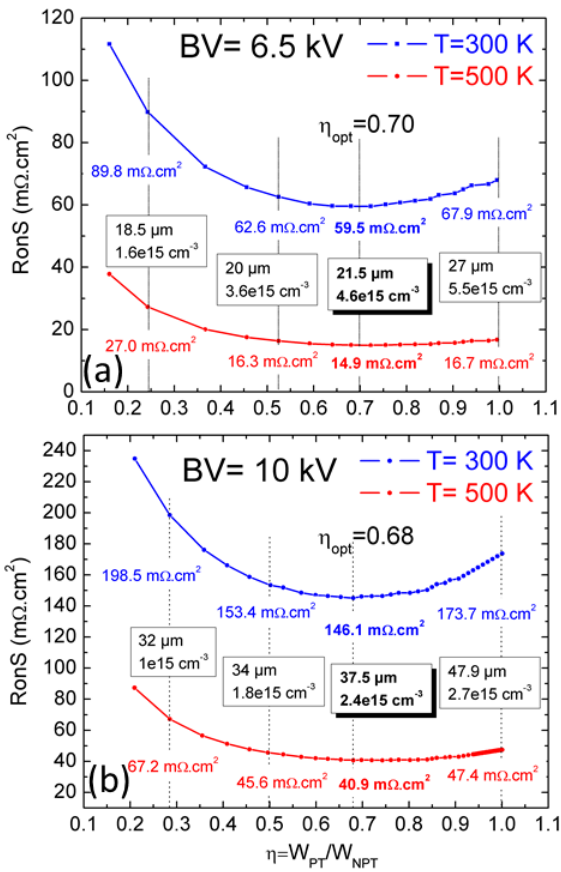 BV= 6.5 kV
T=300 K
T=500 K
η_opt=0.70
RonS (mΩ.cm²)
120
100
80
60
40
20
0
89.8 mΩ.cm²
62.6 mΩ.cm²
59.5 mΩ.cm²
67.9 mΩ.cm²
18.5 µm
1.6e15 cm⁻³
20 µm
3.6e15 cm⁻³
21.5 µm
4.6e15 cm⁻³
27 µm
5.5e15 cm⁻³
27.0 mΩ.cm²
16.3 mΩ.cm²
14.9 mΩ.cm²
16.7 mΩ.cm²
(a)
0.1 0.2 0.3 0.4 0.5 0.6 0.7 0.8 0.9 1.0 1.1
BV= 10 kV
T= 300 K
T= 500 K
η_opt=0.68
RonS (mΩ.cm²)
240
220
200
180
160
140
120
100
80
60
40
20
198.5 mΩ.cm²
153.4 mΩ.cm²
146.1 mΩ.cm²
173.7 mΩ.cm²
32 µm
1e15 cm⁻³
34 µm
1.8e15 cm⁻³
37.5 µm
2.4e15 cm⁻³
47.9 µm
2.7e15 cm⁻³
67.2 mΩ.cm²
45.6 mΩ.cm²
40.9 mΩ.cm²
47.4 mΩ.cm²
(b)
0.1 0.2 0.3 0.4 0.5 0.6 0.7 0.8 0.9 1.0 1.1
η=W_PT/W_NPT